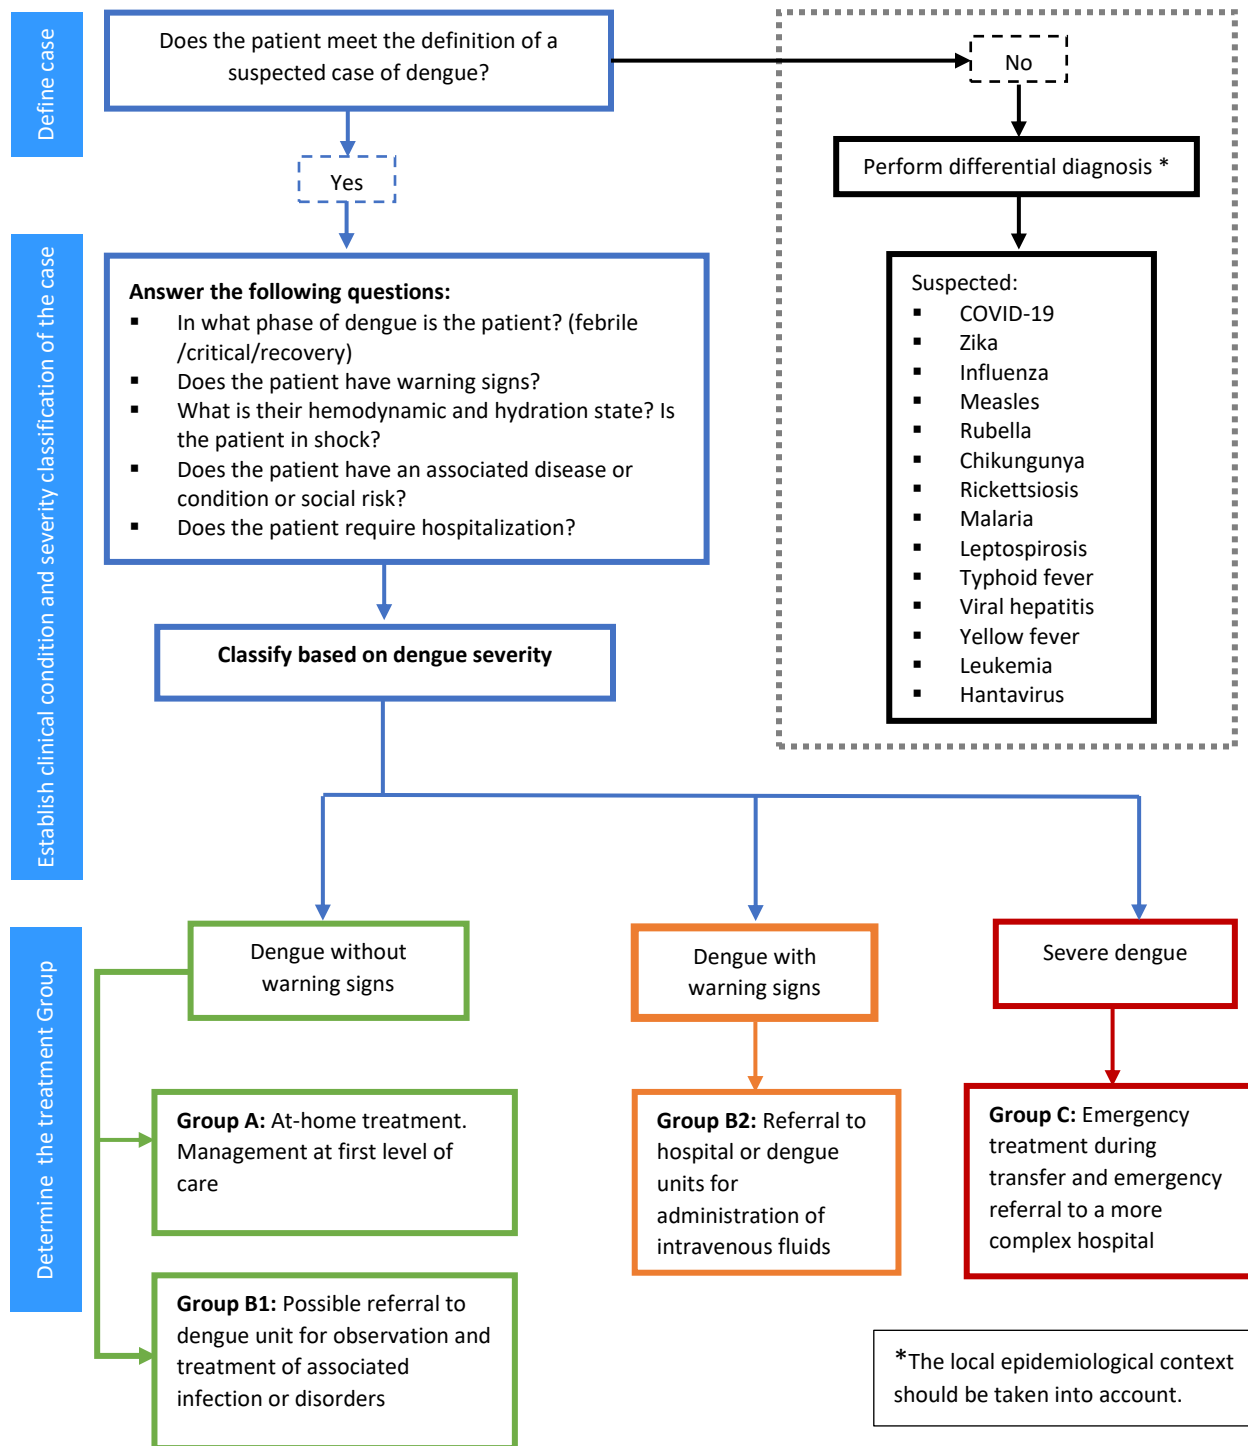 Define case
Does the patient meet the definition of a
suspected case of dengue?
No
Yes
Perform differential diagnosis *
Suspected:
▪ COVID-19
▪ Zika
▪ Influenza
▪ Measles
▪ Rubella
▪ Chikungunya
▪ Rickettsiosis
▪ Malaria
▪ Leptospirosis
▪ Typhoid fever
▪ Viral hepatitis
▪ Yellow fever
▪ Leukemia
▪ Hantavirus
Establish clinical condition and severity classification of the case
Answer the following questions:
▪ In what phase of dengue is the patient? (febrile
/critical/recovery)
▪ Does the patient have warning signs?
▪ What is their hemodynamic and hydration state? Is
the patient in shock?
▪ Does the patient have an associated disease or
condition or social risk?
▪ Does the patient require hospitalization?
Classify based on dengue severity
Determine the treatment Group
Dengue without
warning signs
Dengue with
warning signs
Severe dengue
Group A: At-home treatment.
Management at first level of
care
Group B1: Possible referral to
dengue unit for observation and
treatment of associated
infection or disorders
Group B2: Referral to
hospital or dengue
units for
administration of
intravenous fluids
Group C: Emergency
treatment during
transfer and emergency
referral to a more
complex hospital
*The local epidemiological context
should be taken into account.